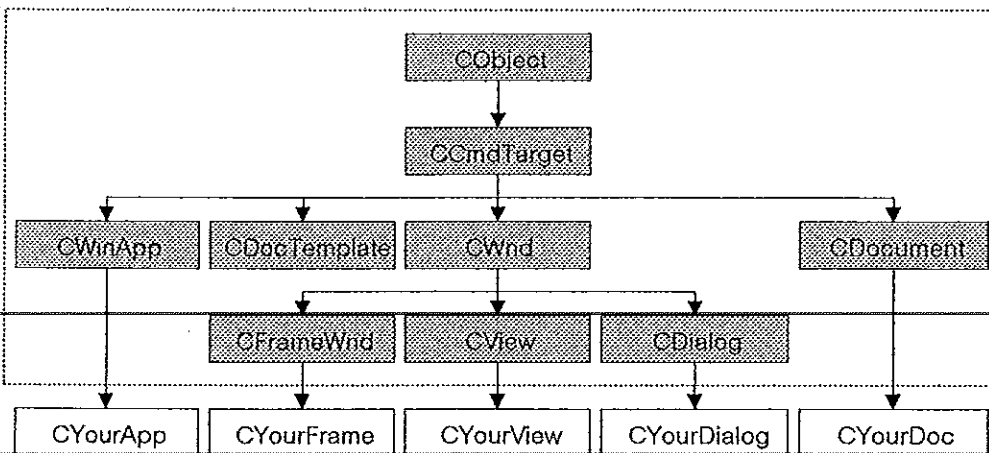 CObject
CCmdTarget
CWinApp CDocTemplate CWnd CDocument
CFrameWnd CView CDialog
CYourApp CYourFrame CYourView CYourDialog CYourDoc